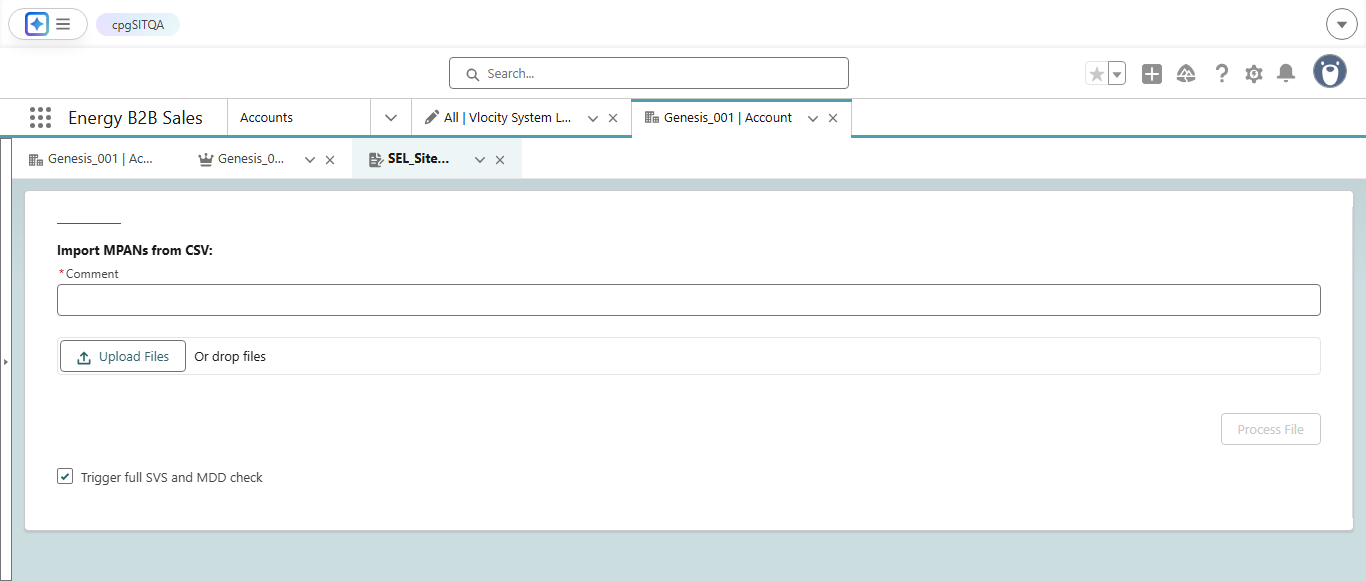 cpgSITQA
Search...
Energy B2B Sales
Accounts
All | Vlocity System L...
Genesis_001 | Account
Genesis_001 | Ac...
Genesis_0...
SEL_Site...
Import MPANs from CSV:
*Comment
Upload Files
Or drop files
Process File
Trigger full SVS and MDD check